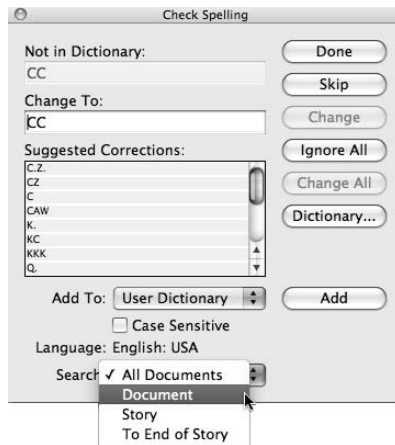 Check Spelling
Not in Dictionary:
CC
Change To:
CC
Suggested Corrections:
C.Z.
CZ
C
CAW
K.
KC
KKK
Q.
Add To: User Dictionary
Case Sensitive
Language: English: USA
Search ✓ All Documents
Document
Story
To End of Story
Done
Skip
Change
Ignore All
Change All
Dictionary...
Add